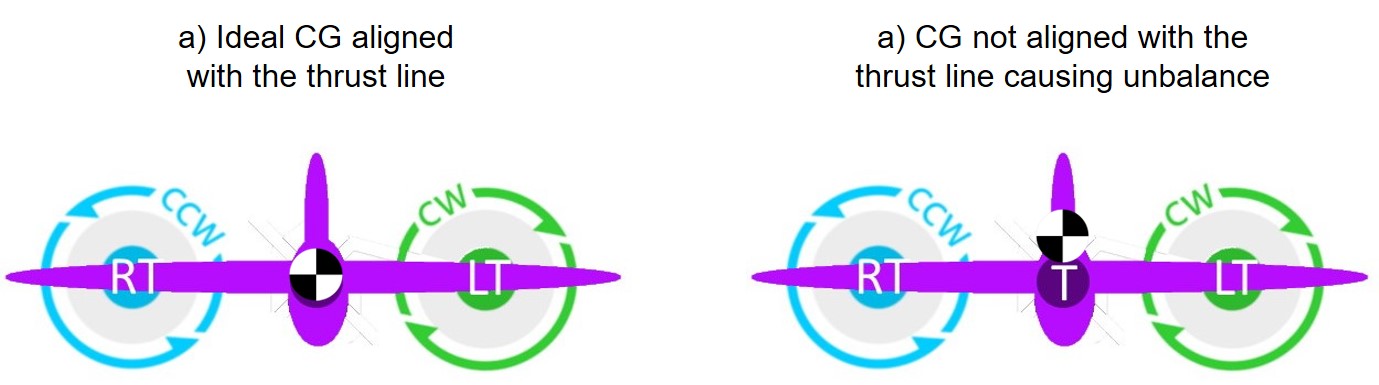 a) Ideal CG aligned
with the thrust line
a) CG not aligned with the
thrust line causing unbalance
CCW
CW
RT
LT
CCW
CW
RT
T
LT